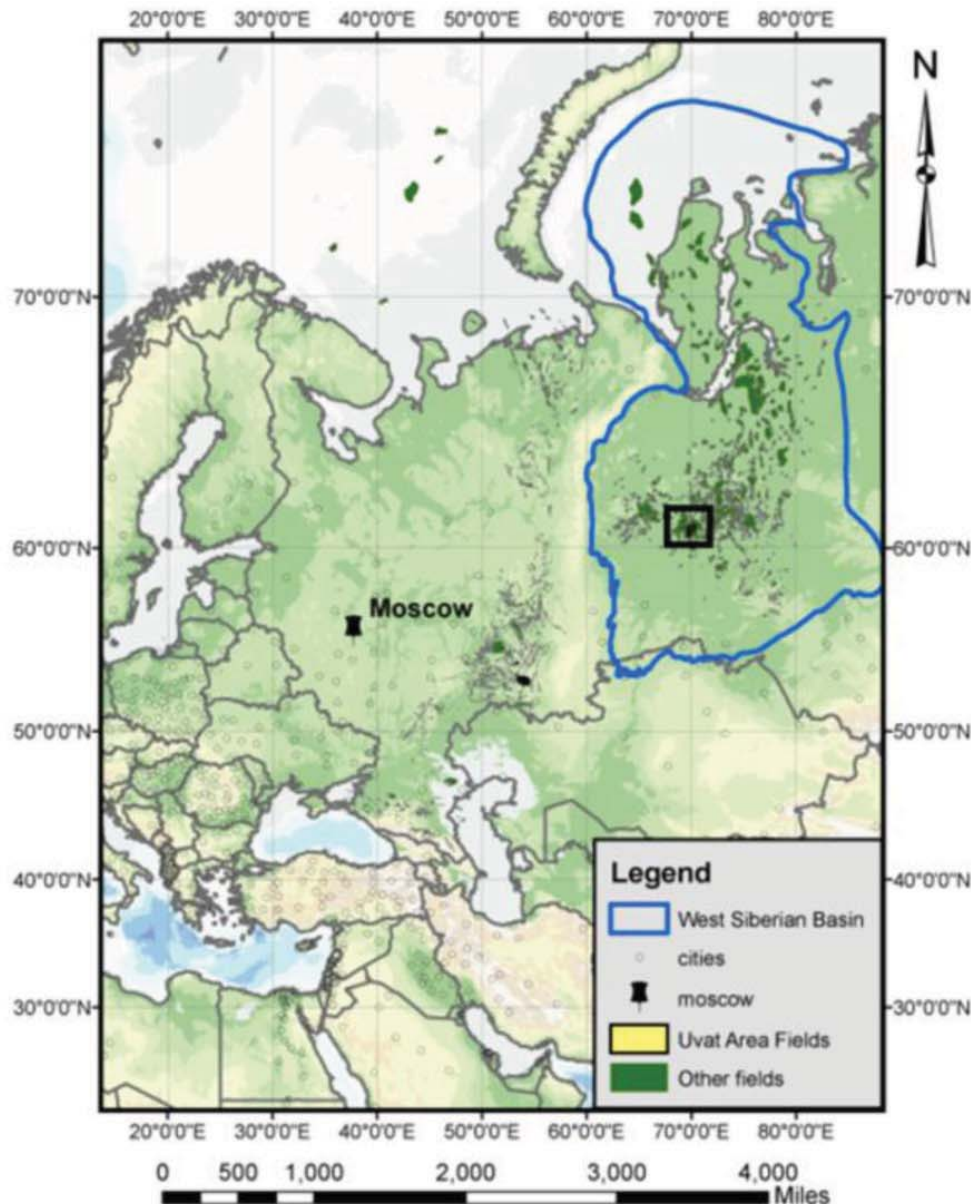 20°0'0"E 30°0'0"E 40°0'0"E 50°0'0"E 60°0'0"E 70°0'0"E 80°0'0"E
N
70°0'0"N 70°0'0"N
60°0'0"N 60°0'0"N
Moscow
50°0'0"N 50°0'0"N
40°0'0"N 40°0'0"N
30°0'0"N 30°0'0"N
Legend
West Siberian Basin
cities
moscow
Uvat Area Fields
Other fields
20°0'0"E 30°0'0"E 40°0'0"E 50°0'0"E 60°0'0"E 70°0'0"E 80°0'0"E
0 500 1,000 2,000 3,000 4,000
Miles